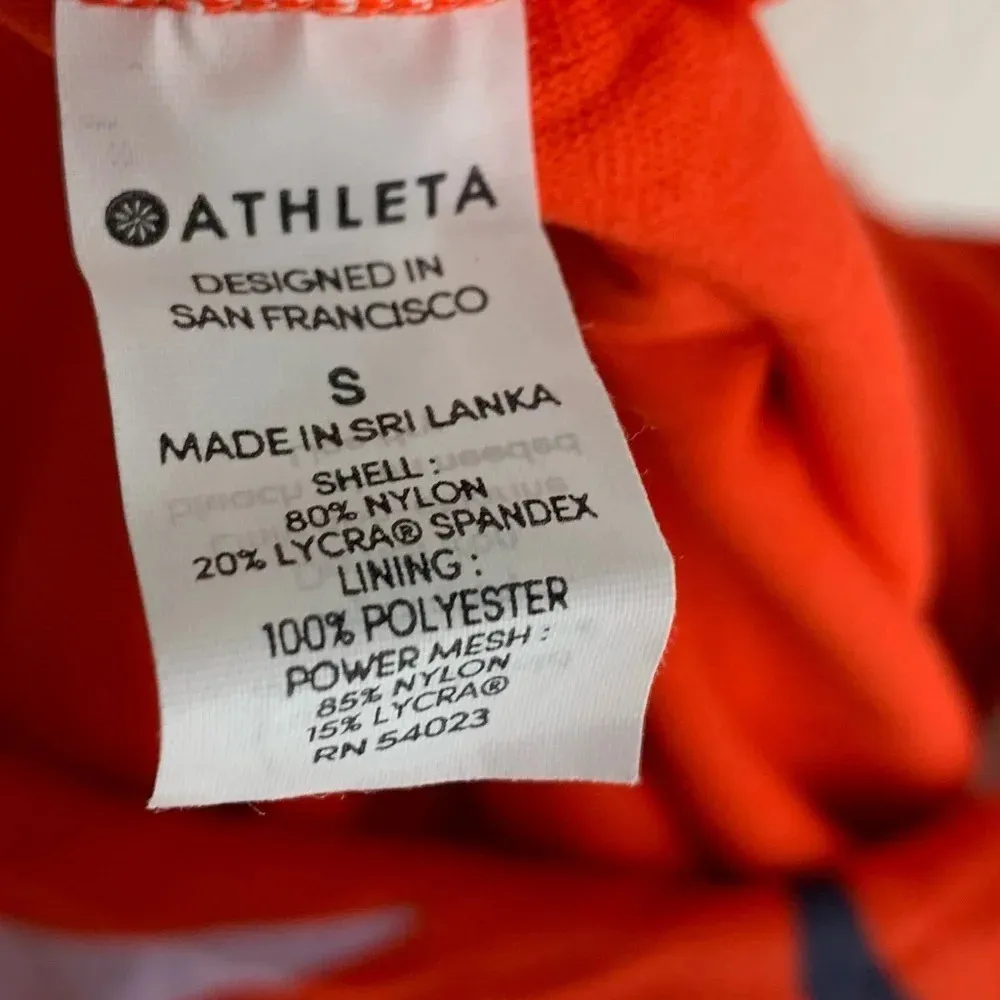 ATHLETA
DESIGNED IN
SAN FRANCISCO
S
MADE IN SRI LANKA
SHELL :
80% NYLON
20% LYCRA® SPANDEX
LINING :
100% POLYESTER
POWER MESH :
85% NYLON
15% LYCRA®
RN 54023